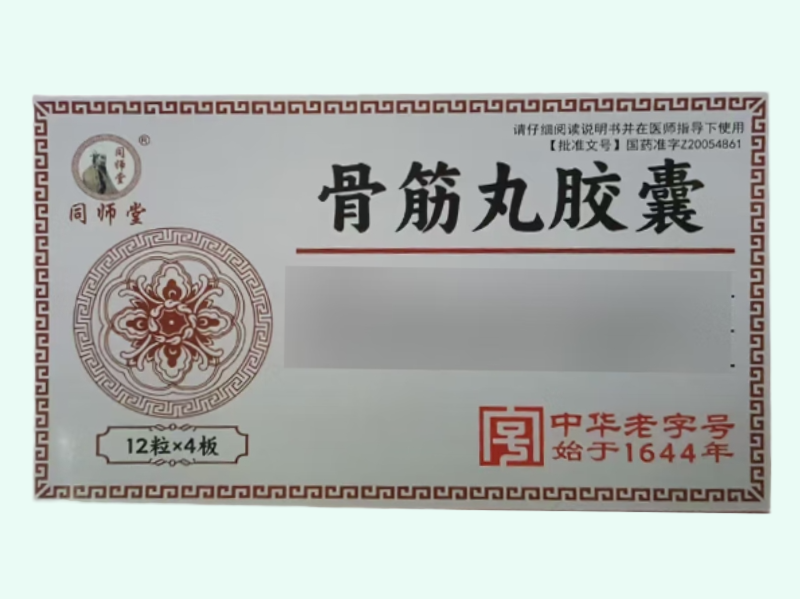 请仔细阅读说明书并在医师指导下使用
【批准文号】国药准字Z20054861
同师堂
®
同师堂
骨筋丸胶囊
12粒×4板
中华老字号
始于1644年